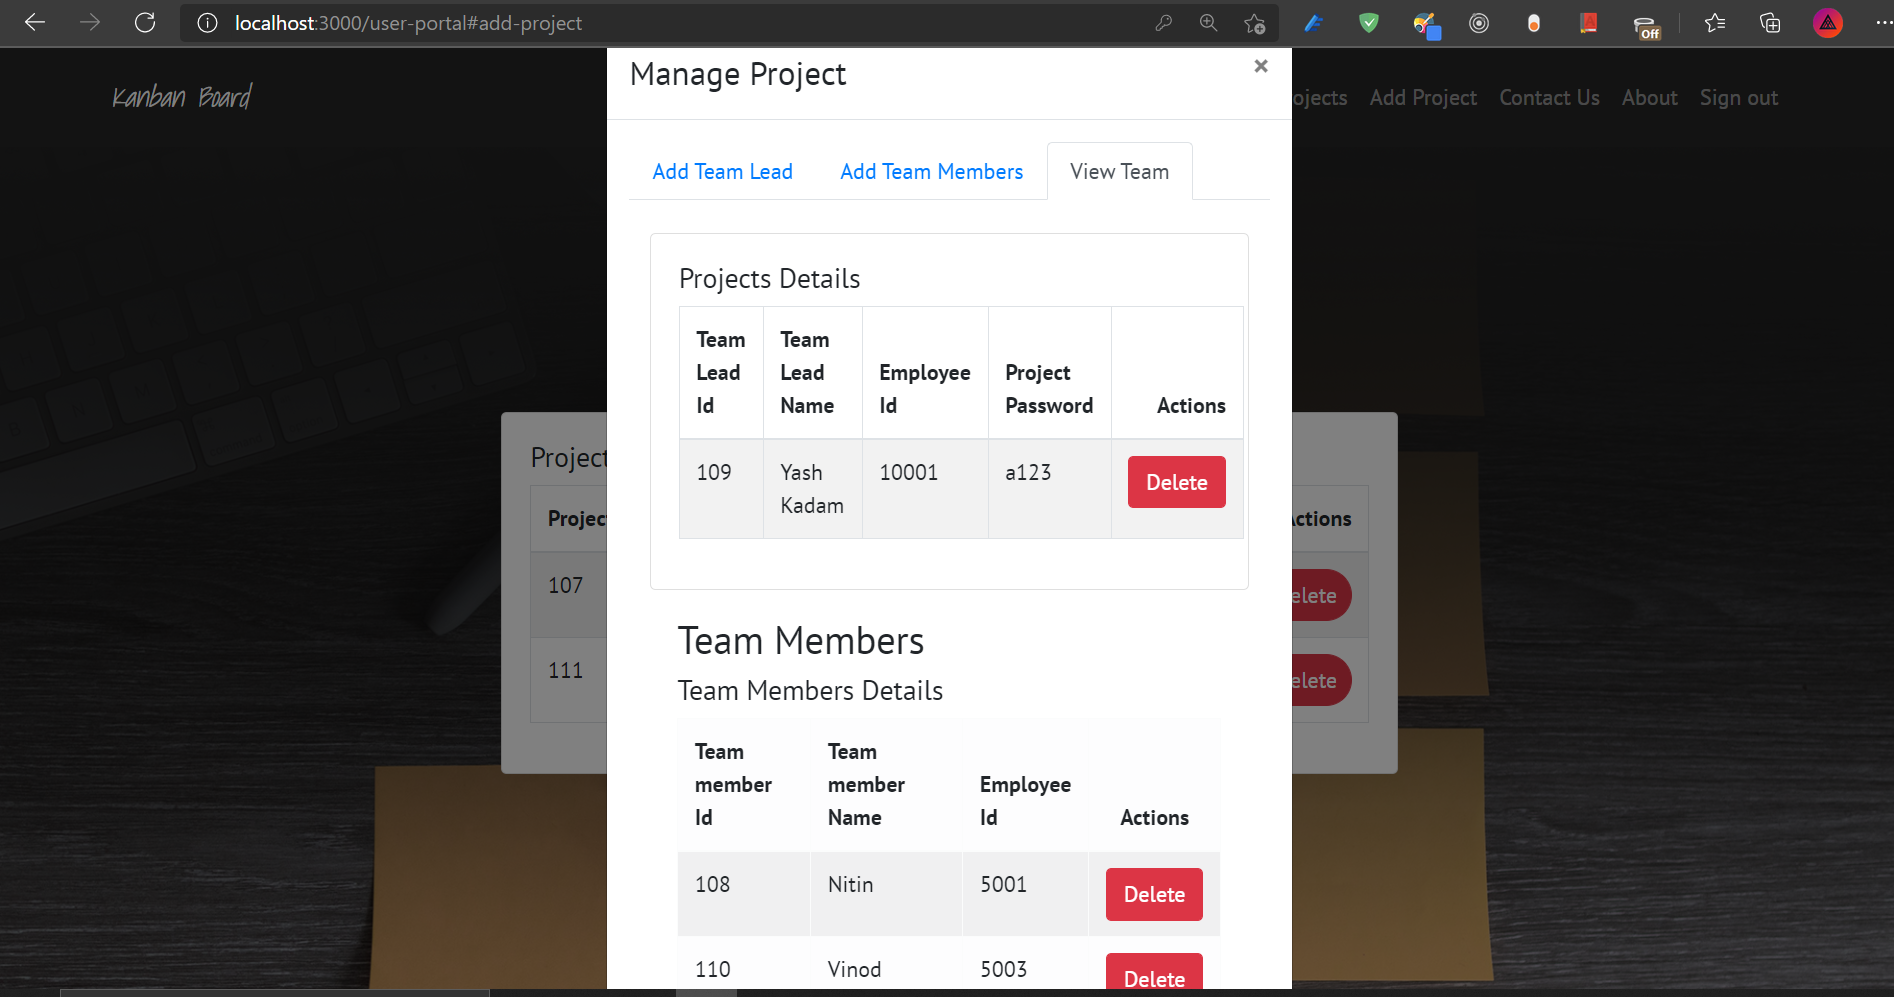 localhost:3000/user-portal#add-project
Off
Kanban Board
ojects Add Project Contact Us About Sign out
Manage Project ×
Add Team Lead Add Team Members View Team
Projects Details
Team Lead Id Team Lead Name Employee Id Project Password Actions
109 Yash Kadam 10001 a123 Delete
Team Members
Team Members Details
Team member Id Team member Name Employee Id Actions
108 Nitin 5001 Delete
110 Vinod 5003 Delete
Project
Projec ctions
107 elete
111 elete